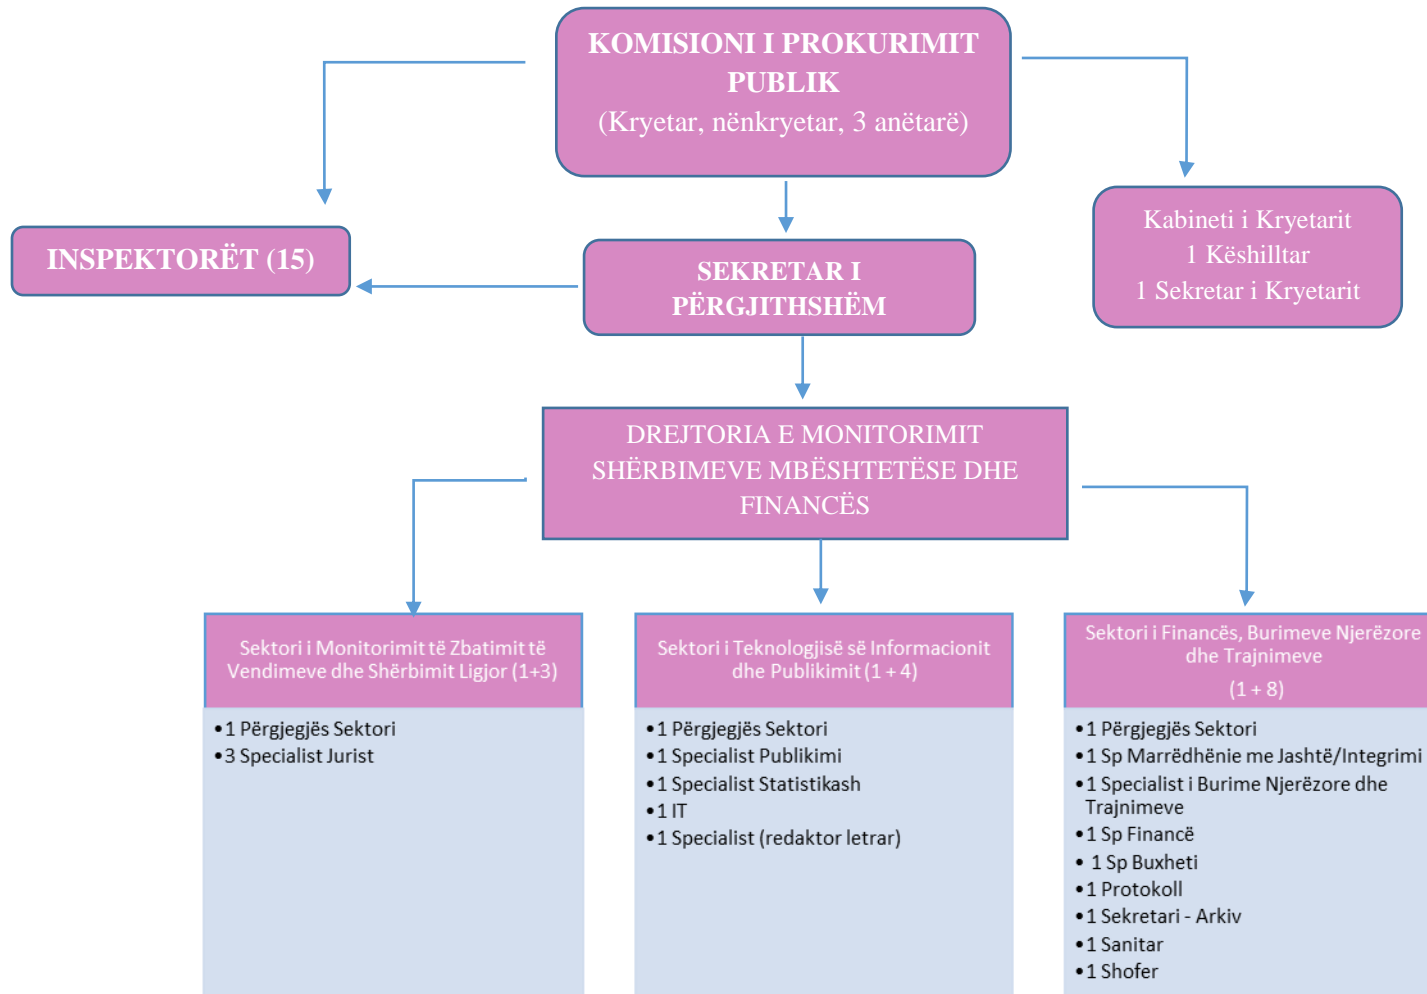 KOMISIONI I PROKURIMIT
PUBLIK
(Kryetar, nënkryetar, 3 anëtarë)
INSPEKTORËT (15)
SEKRETAR I
PËRGJITHSHËM
Kabineti i Kryetarit
1 Këshilltar
1 Sekretar i Kryetarit
DREJTORIA E MONITORIMIT
SHËRBIMEVE MBËSHTETËSE DHE
FINANCËS
Sektori i Monitorimit të Zbatimit të
Vendimeve dhe Shërbimit Ligjor (1+3)
•1 Përgjegjës Sektori
•3 Specialist Jurist
Sektori i Teknologjisë së Informacionit
dhe Publikimit (1 + 4)
•1 Përgjegjës Sektori
•1 Specialist Publikimi
•1 Specialist Statistikash
•1 IT
•1 Specialist (redaktor letrar)
Sektori i Financës, Burimeve Njerëzore
dhe Trajnimeve
(1 + 8)
•1 Përgjegjës Sektori
•1 Sp Marrëdhënie me Jashtë/Integrimi
•1 Specialist i Burime Njerëzore dhe
Trajnimeve
•1 Sp Financë
• 1 Sp Buxheti
•1 Protokoll
•1 Sekretari - Arkiv
•1 Sanitar
•1 Shofer